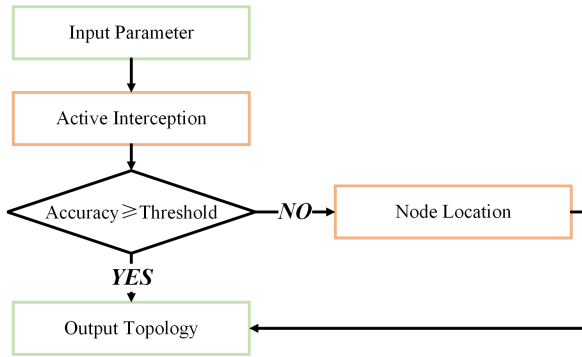 Input Parameter
Active Interception
Accuracy≥Threshold
NO
Node Location
YES
Output Topology